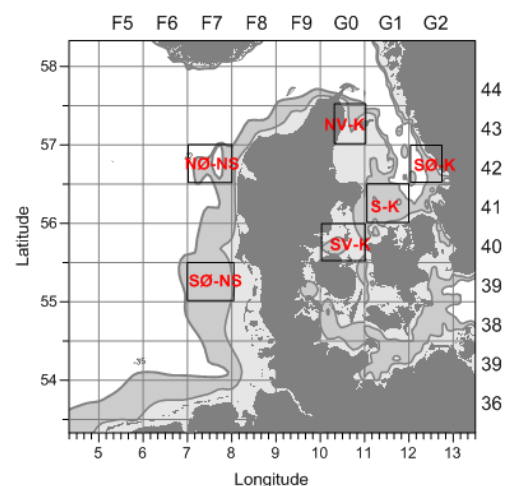 F5 F6 F7 F8 F9 G0 G1 G2
58
44
NV-K
57
43
NØ-NS
SØ-K
42
S-K
56
41
SV-K
40
SØ-NS
39
55
38
-35
54
39
36
Latitude
5 6 7 8 9 10 11 12 13
Longitude